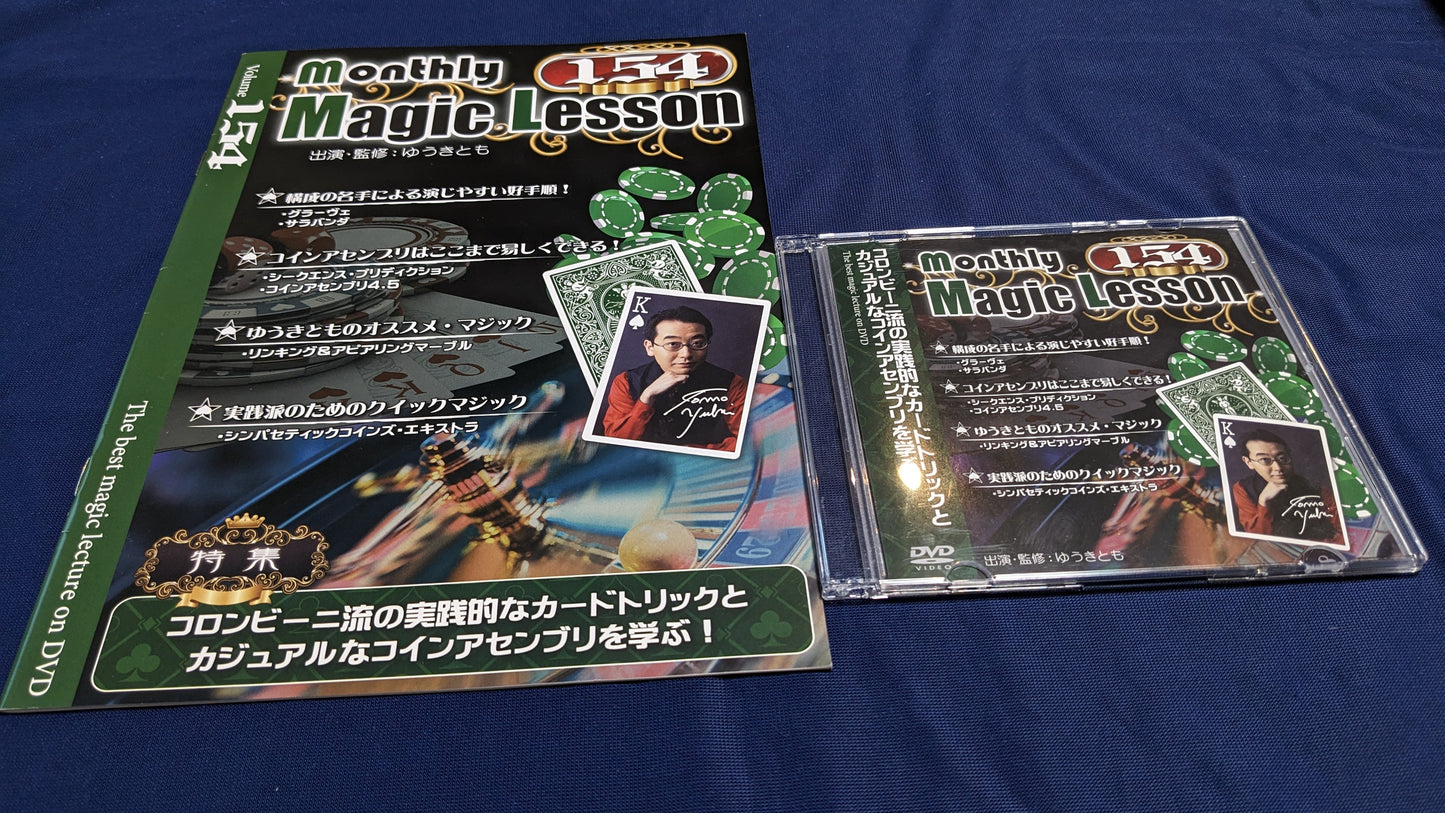 Volume 154
The best magic lecture on DVD
Monthly 154
Magic Lesson
出演・監修：ゆうきとも
構成の名手による演じやすい好手順！
・グラーヴェ
・サラバンダ
コインアセンブリはここまで易しくできる！
・シークエンス・プリディクション
・コインアセンブリ4.5
ゆうきとものオススメ・マジック
・リンキング＆アピアリングマーブル
実践派のためのクイックマジック
・シンパセティックコインズ・エキストラ
K
Tomo
Yuki
特集
コロンビーニ流の実践的なカードトリックと
カジュアルなコインアセンブリを学ぶ！
コロンビーニ流の実践的なカードトリックと
カジュアルなコインアセンブリを学ぶ
The best magic lecture on DVD
Monthly 154
Magic Lesson
構成の名手による演じやすい好手順！
・グラーヴェ
・サラバンダ
コインアセンブリはここまで易しくできる！
・シークエンス・プリディクション
・コインアセンブリ4.5
ゆうきとものオススメ・マジック
・リンキング＆アピアリングマーブル
実践派のためのクイックマジック
・シンパセティックコインズ・エキストラ
K
Tomo
Yuki
DVD
VIDEO
出演・監修：ゆうきとも